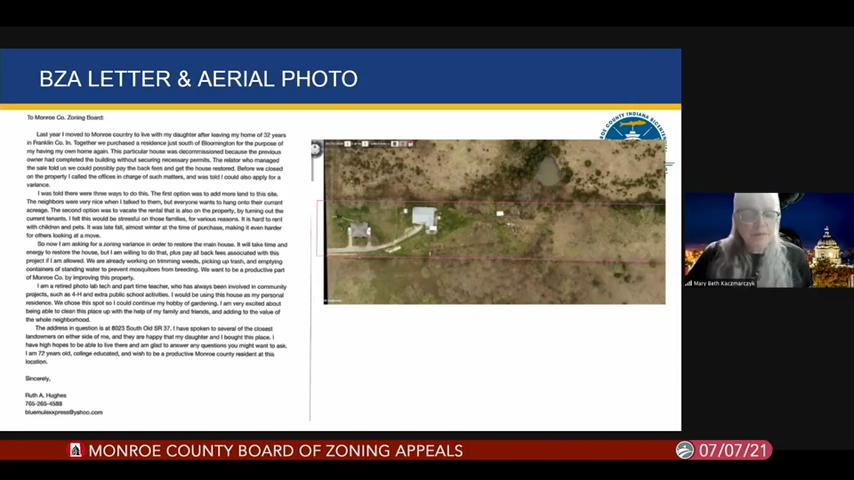 BZA LETTER & AERIAL PHOTO
To Monroe Co. Zoning Board:
Last year I moved to Monroe country to live with my daughter after leaving my home of 32 years
in Franklin Co. In. Together we purchased a residence just south of Bloomington for the purpose of
my having my own home again. This particular house was decommissioned because the previous
owner had completed the building without securing necessary permits. The relator who managed
the sale told us we could possibly pay the back fees and get the house restored. Before we closed
on the property I called the offices in charge of such matters, and was told I could also apply for a
variance.
I was told there were three ways to do this. The first option was to add more land to this site.
The neighbors were very nice when I talked to them, but everyone wants to hang onto their currant
acreage. The second option was to vacate the rental that is also on the property, by turning out the
current tenants. I felt this would be stressful on those families, for various reasons. It is hard to rent
with children and pets. It was late fall, almost winter at the time of purchase, making it even harder
for others looking at a move.
So now I am asking for a zoning variance in order to restore the main house. It will take time and
energy to restore the house, but I am willing to do that, plus pay all back fees associated with this
project if I am allowed. We are already working on trimming weeds, picking up trash, and emptying
containers of standing water to prevent mosquitoes from breeding. We want to be a productive part
of Monroe Co. by improving this property.
I am a retired photo lab tech and part time teacher, who has always been involved in community
projects, such as 4-H and extra public school activities. I would be using this house as my personal
residence. We chose this spot so I could continue my hobby of gardening. I am very excited about
being able to clean this place up with the help of my family and friends, and adding to the value of
the whole neighborhood.
The address in question is at 8023 South Old SR 37. I have spoken to several of the closest
landowners on either side of me, and they are happy that my daughter and I bought this place. I
have high hopes to be able to live there and am glad to answer any questions you might want to ask.
I am 72 years old, college educated, and wish to be a productive Monroe county resident at this
location.
Sincerely,
Ruth A. Hughes
765-265-4588
bluemulexxpress@yahoo.com
Mary Beth Kaczmarczyk
MONROE COUNTY BOARD OF ZONING APPEALS
07/07/21